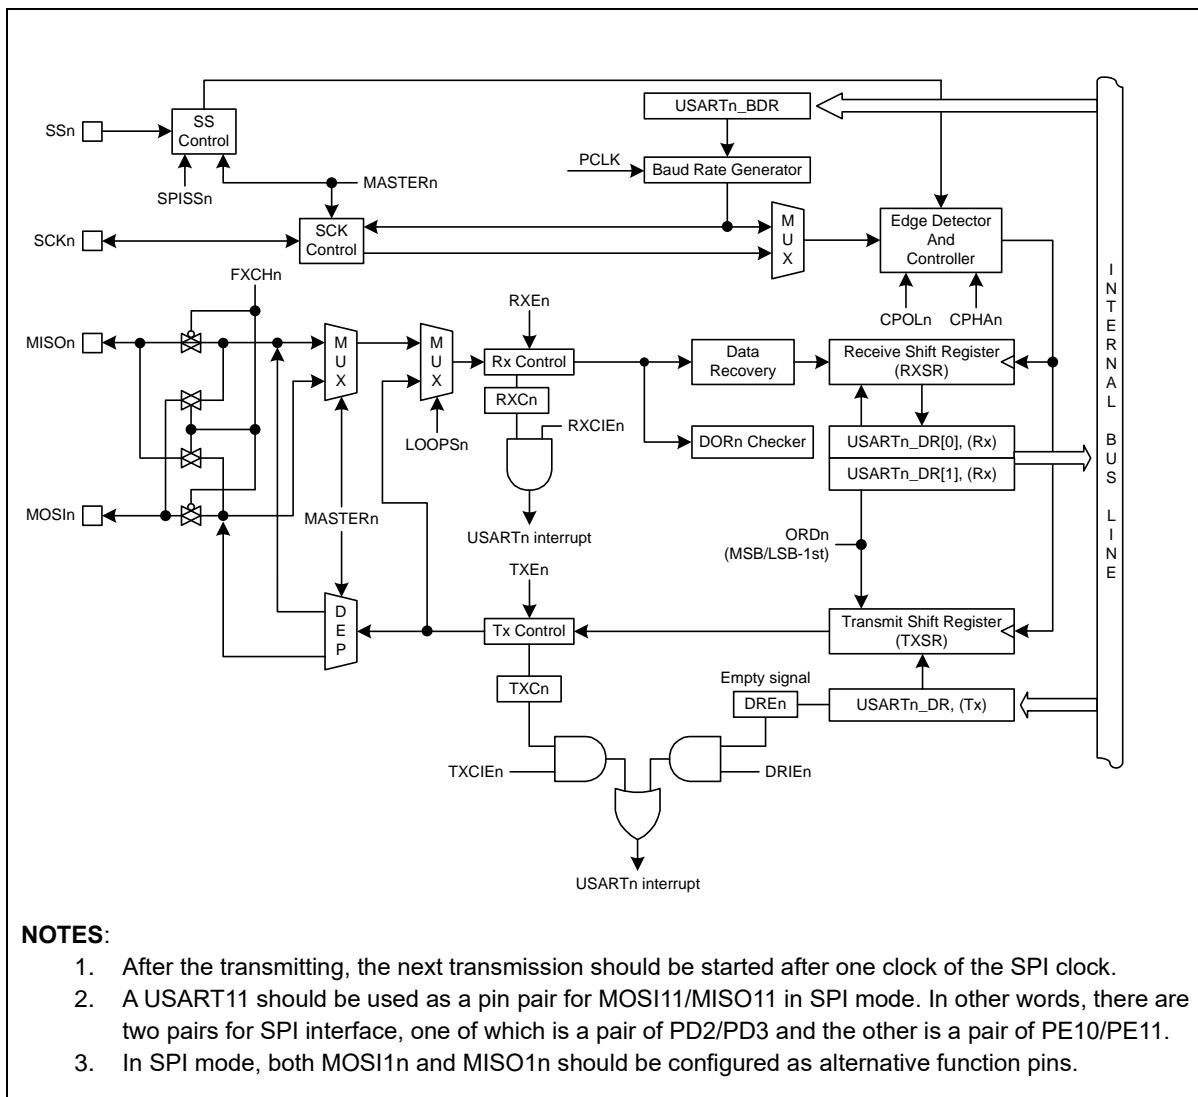 USARTn_BDR
SSn
SS
Control
PCLK
Baud Rate Generator
SPISSn
MASTERn
SCKn
SCK
Control
M
U
X
Edge Detector
And
Controller
FXCHn
RXEn
CPOLn
CPHAn
MISOn
M
U
X
M
U
X
Rx Control
Data
Recovery
Receive Shift Register
(RXSR)
RXCn
RXCIEn
LOOPSn
DORn Checker
USARTn_DR[0], (Rx)
USARTn_DR[1], (Rx)
MOSIn
MASTERn
USARTn interrupt
ORDn
(MSB/LSB-1st)
TXEn
D
E
P
Tx Control
Transmit Shift Register
(TXSR)
TXCn
Empty signal
DREn
USARTn_DR, (Tx)
TXCIEn
DRIEn
USARTn interrupt
INTERNAL BUS LINE
NOTES:
1. After the transmitting, the next transmission should be started after one clock of the SPI clock.
2. A USART11 should be used as a pin pair for MOSI11/MISO11 in SPI mode. In other words, there are
two pairs for SPI interface, one of which is a pair of PD2/PD3 and the other is a pair of PE10/PE11.
3. In SPI mode, both MOSI1n and MISO1n should be configured as alternative function pins.